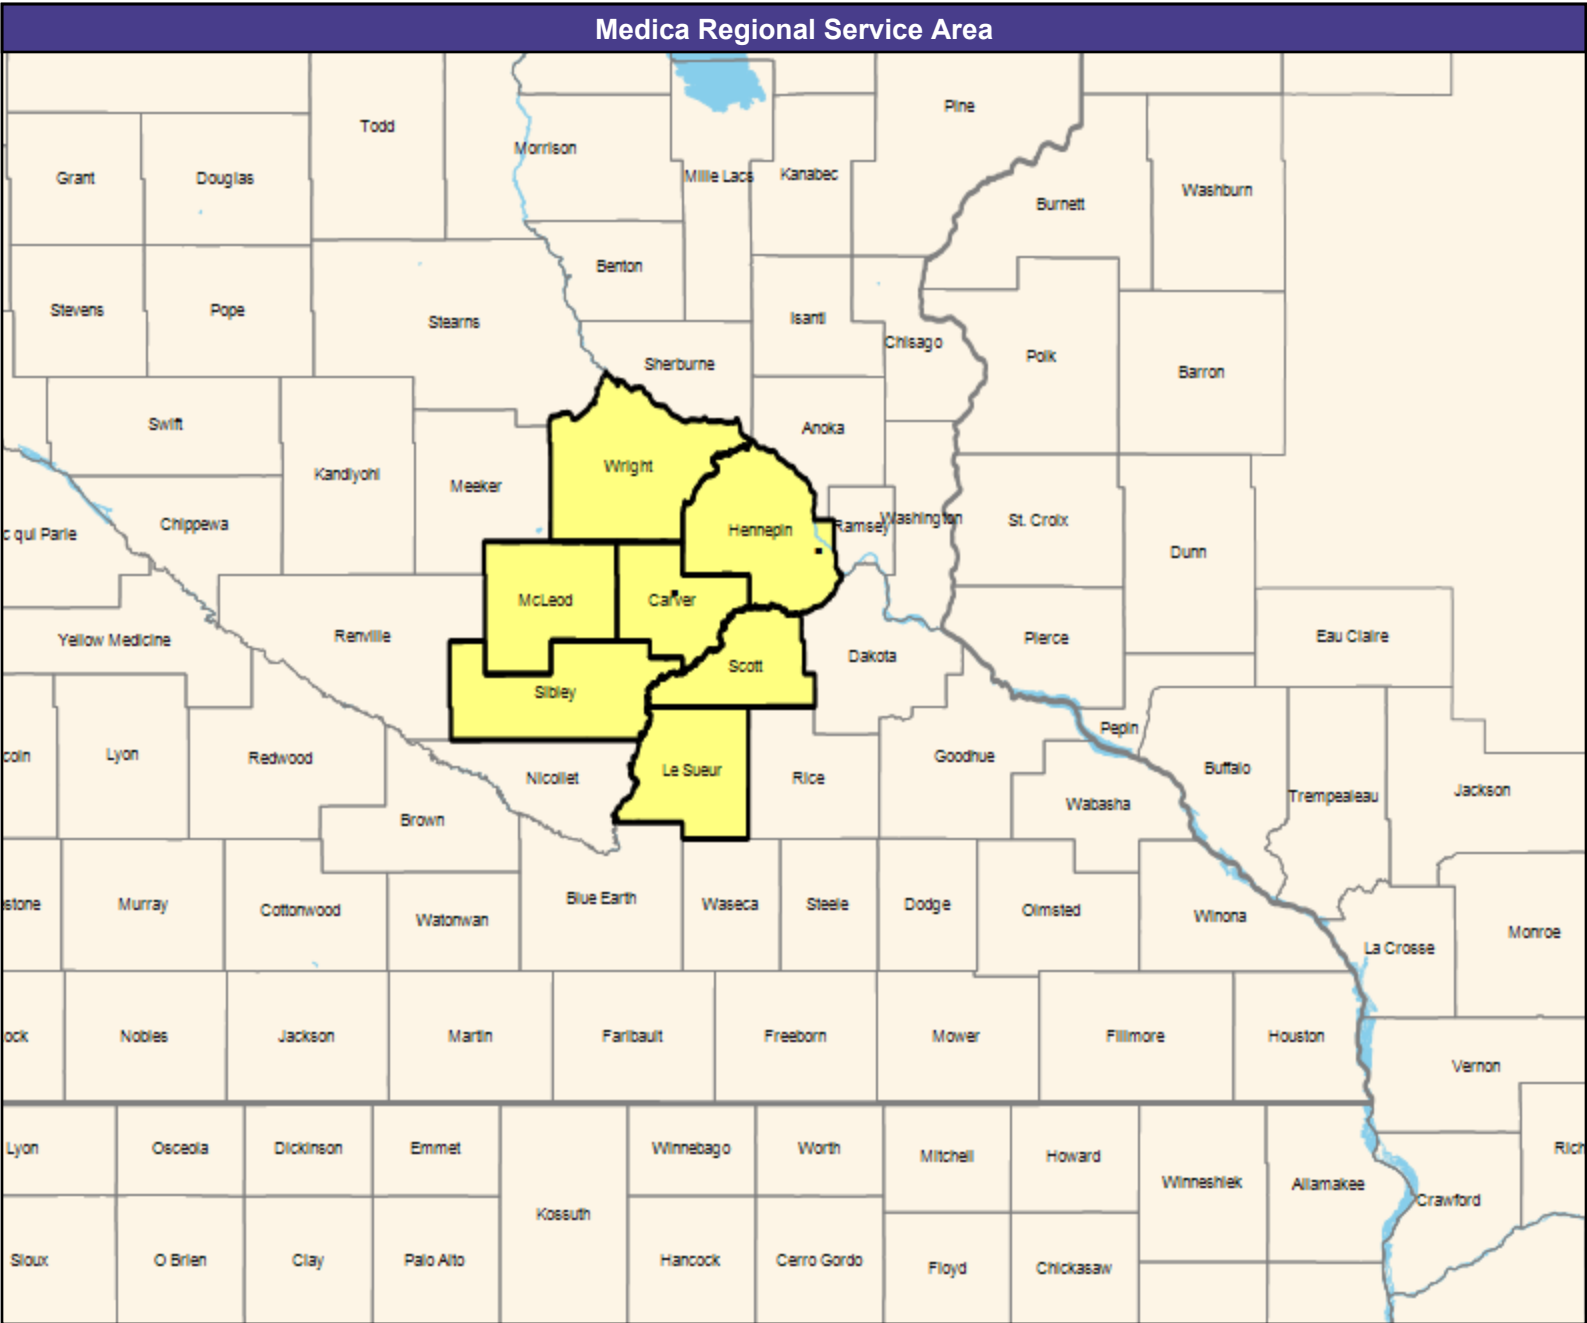 Medica Regional Service Area
Pine
Todd
Morrison
Mille Lacs
Kanabec
Grant
Douglas
Washburn
Burnett
Benton
Stevens
Pope
Stearns
Isanti
Chisago
Polk
Sherburne
Barron
Swift
Anoka
Wright
Kandiyohi
Meeker
Chippewa
Hennepin
Ramsey
Washington
St. Croix
c qui Parle
Dunn
McLeod
Carver
Yellow Medicine
Renville
Pierce
Eau Claire
Dakota
Scott
Sibley
Pepin
coln
Lyon
Redwood
Goodhue
Le Sueur
Nicollet
Rice
Buffalo
Trempealeau
Jackson
Wabasha
Brown
Blue Earth
stone
Murray
Cottonwood
Watonwan
Waseca
Steele
Dodge
Olmsted
Winona
Monroe
La Crosse
ock
Nobles
Jackson
Martin
Faribault
Freeborn
Mower
Fillmore
Houston
Vernon
Lyon
Osceola
Dickinson
Emmet
Winnebago
Worth
Mitchell
Howard
Rich
Winneshiek
Allamakee
Crawford
Kossuth
Sioux
O Brien
Clay
Palo Alto
Hancock
Cerro Gordo
Floyd
Chickasaw